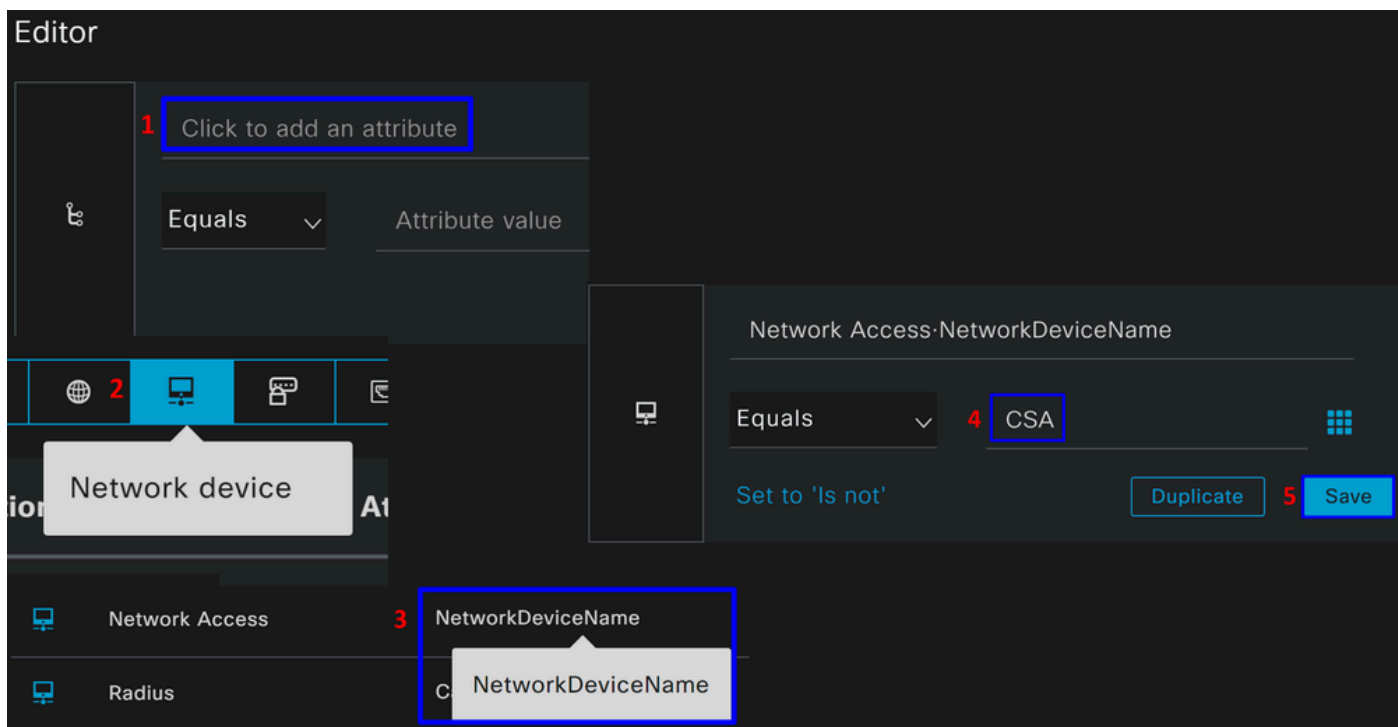 Editor
1 Click to add an attribute
Equals Attribute value
2
Network device
Network Access·NetworkDeviceName
Equals 4 CSA
Set to 'Is not' Duplicate 5 Save
Network Access 3 NetworkDeviceName
NetworkDeviceName
Radius